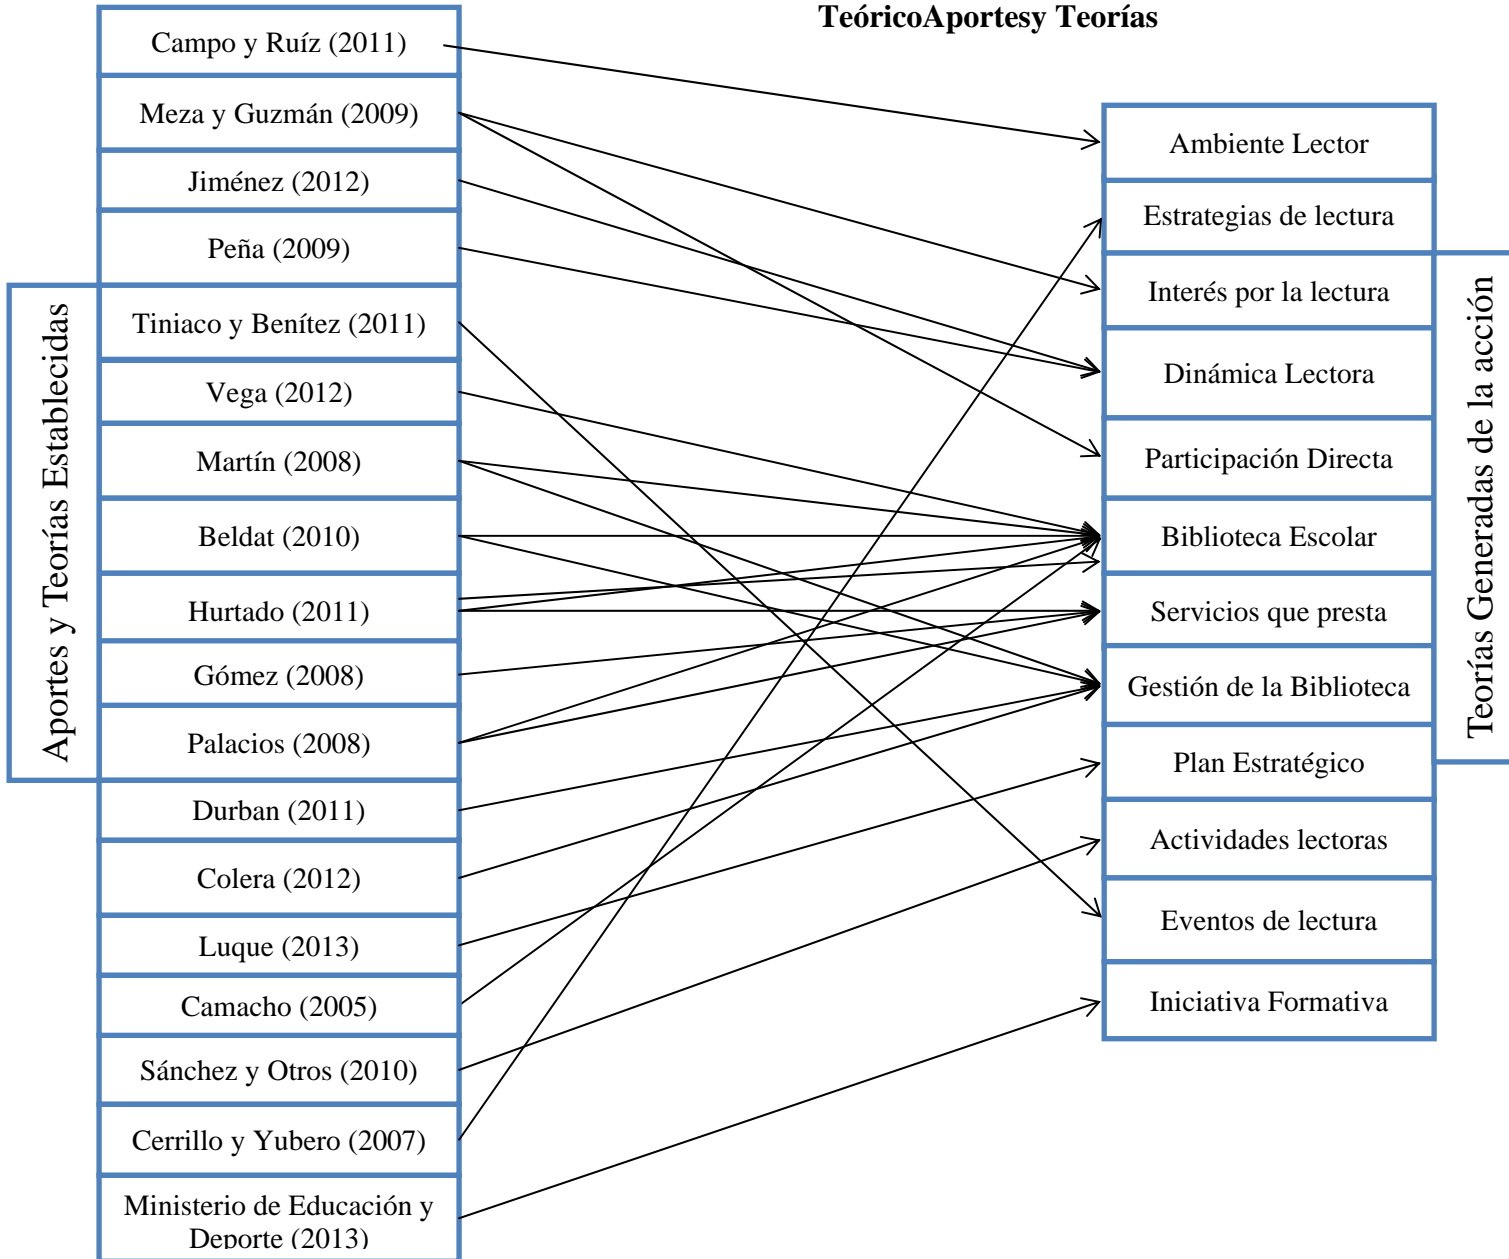 TeóricoAportesy Teorías
Aportes y Teorías Establecidas
Campo y Ruíz (2011)
Meza y Guzmán (2009)
Jiménez (2012)
Peña (2009)
Tiniaco y Benítez (2011)
Vega (2012)
Martín (2008)
Beldat (2010)
Hurtado (2011)
Gómez (2008)
Palacios (2008)
Durban (2011)
Colera (2012)
Luque (2013)
Camacho (2005)
Sánchez y Otros (2010)
Cerrillo y Yubero (2007)
Ministerio de Educación y
Deporte (2013)
Ambiente Lector
Estrategias de lectura
Interés por la lectura
Dinámica Lectora
Participación Directa
Biblioteca Escolar
Servicios que presta
Gestión de la Biblioteca
Plan Estratégico
Actividades lectoras
Eventos de lectura
Iniciativa Formativa
Teorías Generadas de la acción